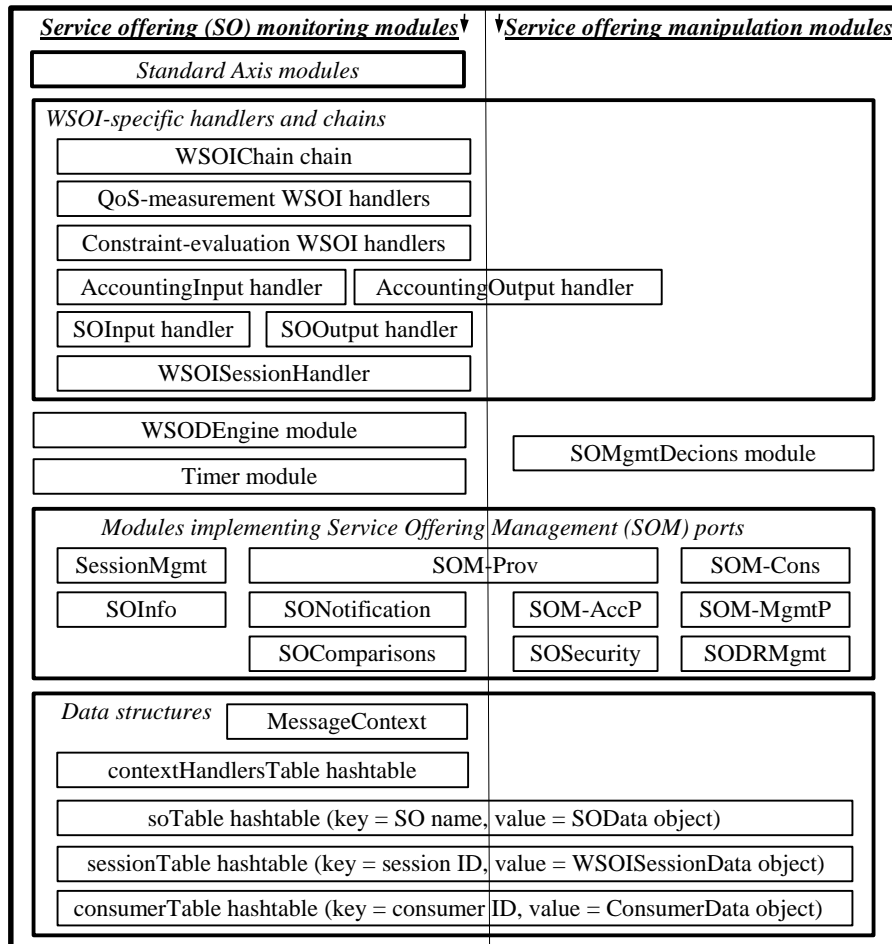 Service offering (SO) monitoring modules
Service offering manipulation modules
Standard Axis modules
WSOI-specific handlers and chains
WSOIChain chain
QoS-measurement WSOI handlers
Constraint-evaluation WSOI handlers
AccountingInput handler
AccountingOutput handler
SOInput handler
SOOutput handler
WSOISessionHandler
WSODEngine module
SOMgmtDecions module
Timer module
Modules implementing Service Offering Management (SOM) ports
SessionMgmt
SOM-Prov
SOM-Cons
SOInfo
SONotification
SOM-AccP
SOM-MgmtP
SOComparisons
SOSecurity
SODRMgmt
Data structures
MessageContext
contextHandlersTable hashtable
soTable hashtable (key = SO name, value = SOData object)
sessionTable hashtable (key = session ID, value = WSOISessionData object)
consumerTable hashtable (key = consumer ID, value = ConsumerData object)